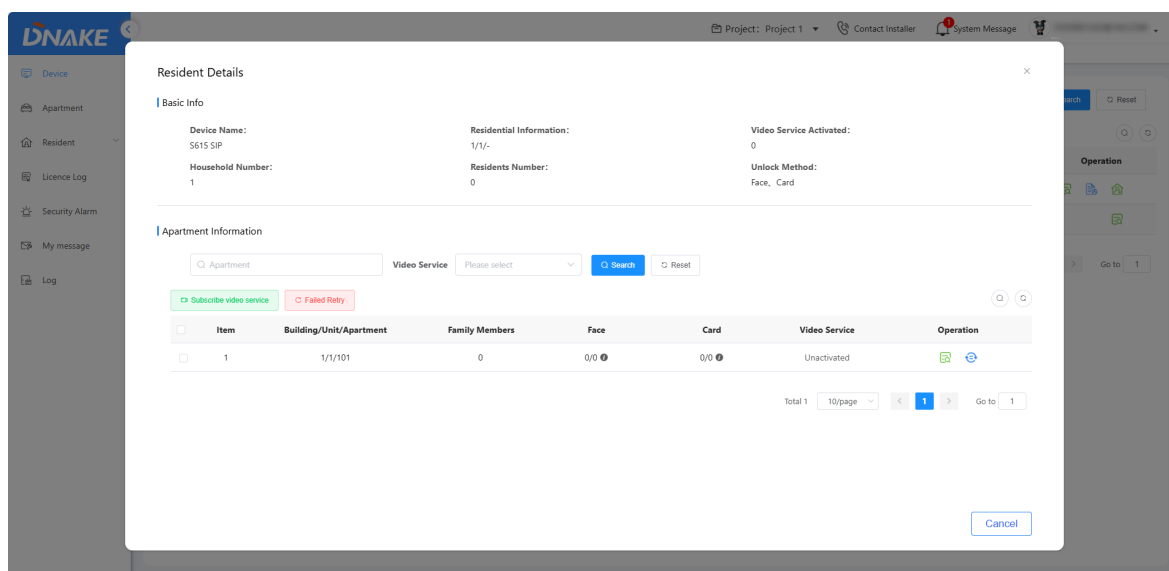 DNAKE
Project: Project 1
Contact Installer
1
System Message
Device
Apartment
Resident
Licence Log
Security Alarm
My message
Log
Reset
Operation
Go to 1
Resident Details
Basic Info
Device Name: Residential Information: Video Service Activated:
S615 SIP 1/1/- 0
Household Number: Residents Number: Unlock Method:
1 0 Face、Card
Apartment Information
Apartment Video Service Please select Search Reset
Subscribe video service Failed Retry
Item Building/Unit/Apartment Family Members Face Card Video Service Operation
1 1/1/101 0 0/0 0/0 Unactivated
Total 1 10/page < 1 > Go to 1
Cancel